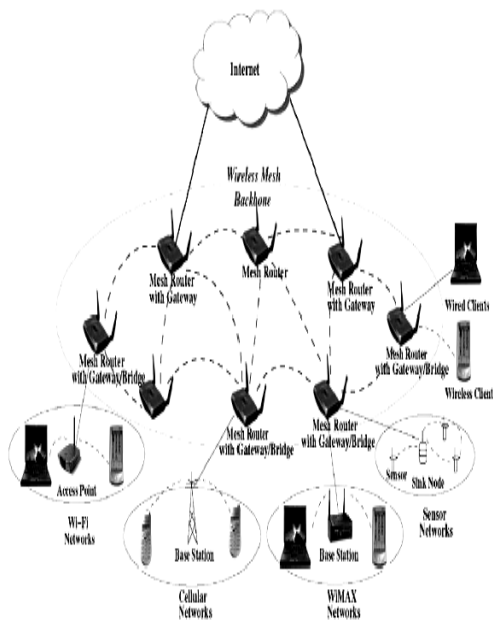 Internet
Wireless Mesh
Backbone
Mesh Router
with Gateway
Mesh Router
Mesh Router
with Gateway
Wired Clients
Mesh Router
with Gateway/Bridge
Mesh Router
with Gateway/Bridge
Wireless Client
Mesh Router
with Gateway/Bridge
Mesh Router
with Gateway/Bridge
Access Point
Wi-Fi
Networks
Sensor
Sink Node
Sensor
Networks
Base Station
Cellular
Networks
Base Station
WiMAX
Networks